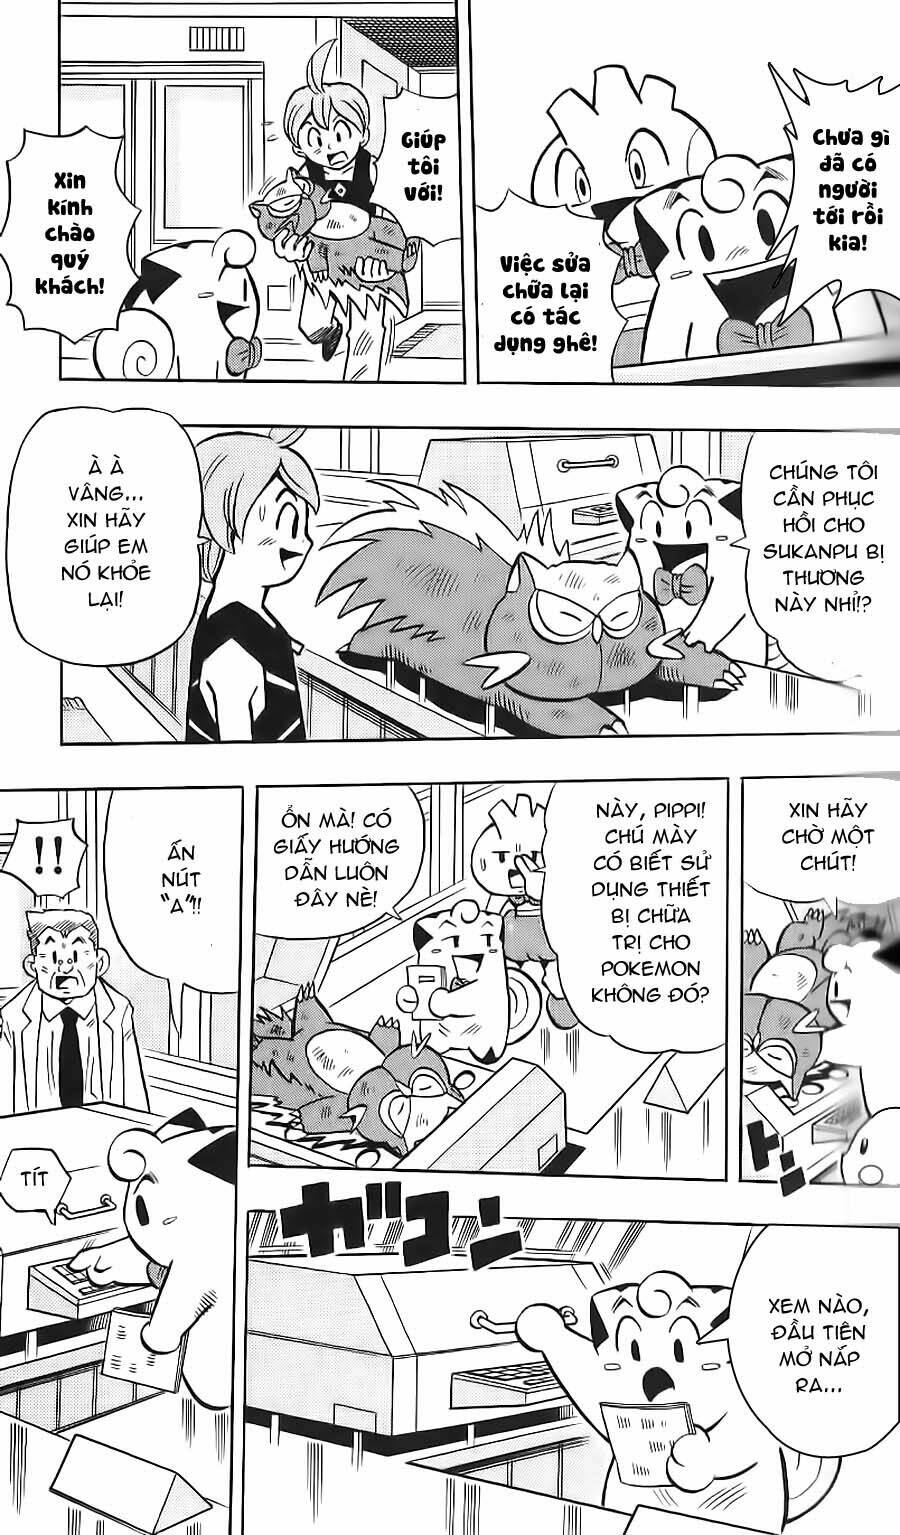 Chưa gì
đã có
người
tới rồi
kia!
Việc sửa
chữa lại
có tác
dụng ghê!
Giúp
tôi
với!
Xin
kính
chào
quý
khách!
CHÚNG TÔI
CẦN PHỤC
HỒI CHO
SUKANPU BỊ
THƯƠNG
NÀY NHỈ!?
À À
VÂNG...
XIN HÃY
GIÚP EM
NÓ KHỎE
LẠI!
XIN HÃY
CHỜ MỘT
CHÚT!
NÀY, PIPPI!
CHÚ MÀY
CÓ BIẾT SỬ
DỤNG THIẾT
BỊ CHỮA
TRỊ CHO
POKEMON
KHÔNG ĐÓ?
ỔN MÀ! CÓ
GIẤY HƯỚNG
DẪN LUÔN
ĐÂY NÈ!
XEM NÀO,
ĐẦU TIÊN
MỞ NẮP
RA...
ガコン
ẤN
NÚT
"A"!!
!!
TÍT